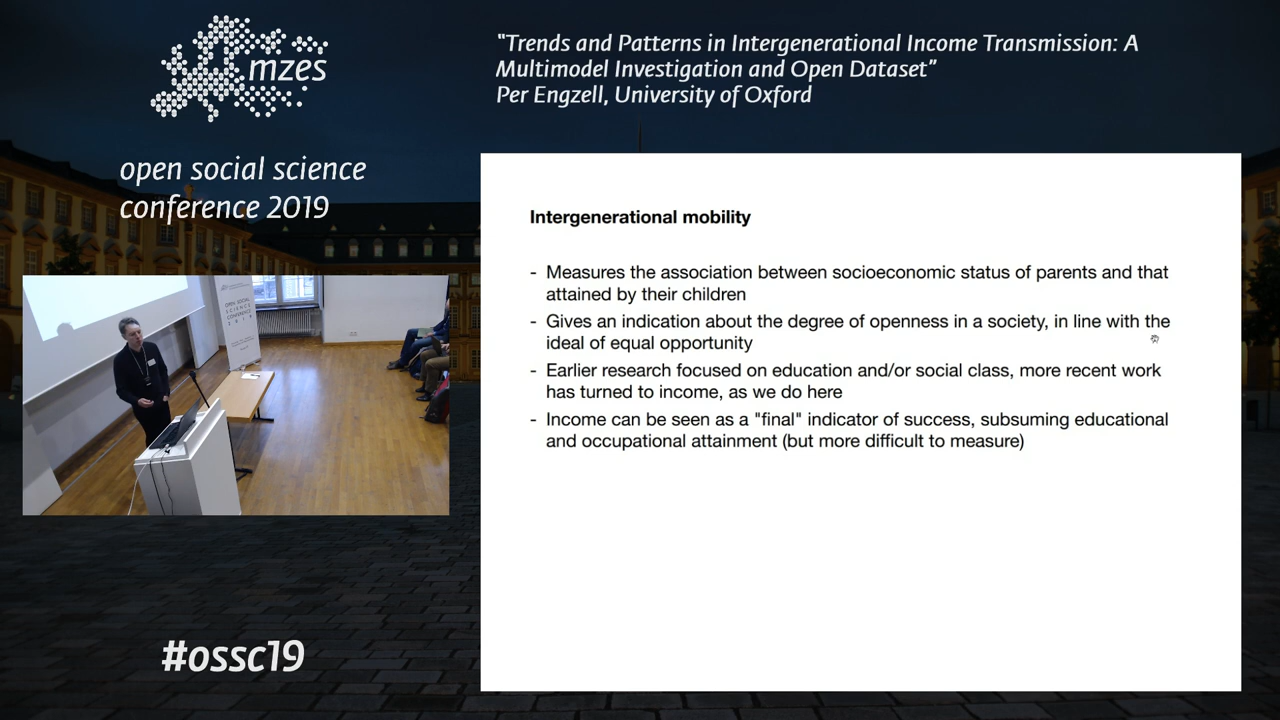 mzes
open social science
conference 2019
"Trends and Patterns in Intergenerational Income Transmission: A
Multimodel Investigation and Open Dataset"
Per Engzell, University of Oxford
OPEN SOCIAL
SCIENCE
CONFERENCE
2019
#ossc19
Intergenerational mobility
- Measures the association between socioeconomic status of parents and that
attained by their children
- Gives an indication about the degree of openness in a society, in line with the
ideal of equal opportunity
- Earlier research focused on education and/or social class, more recent work
has turned to income, as we do here
- Income can be seen as a "final" indicator of success, subsuming educational
and occupational attainment (but more difficult to measure)